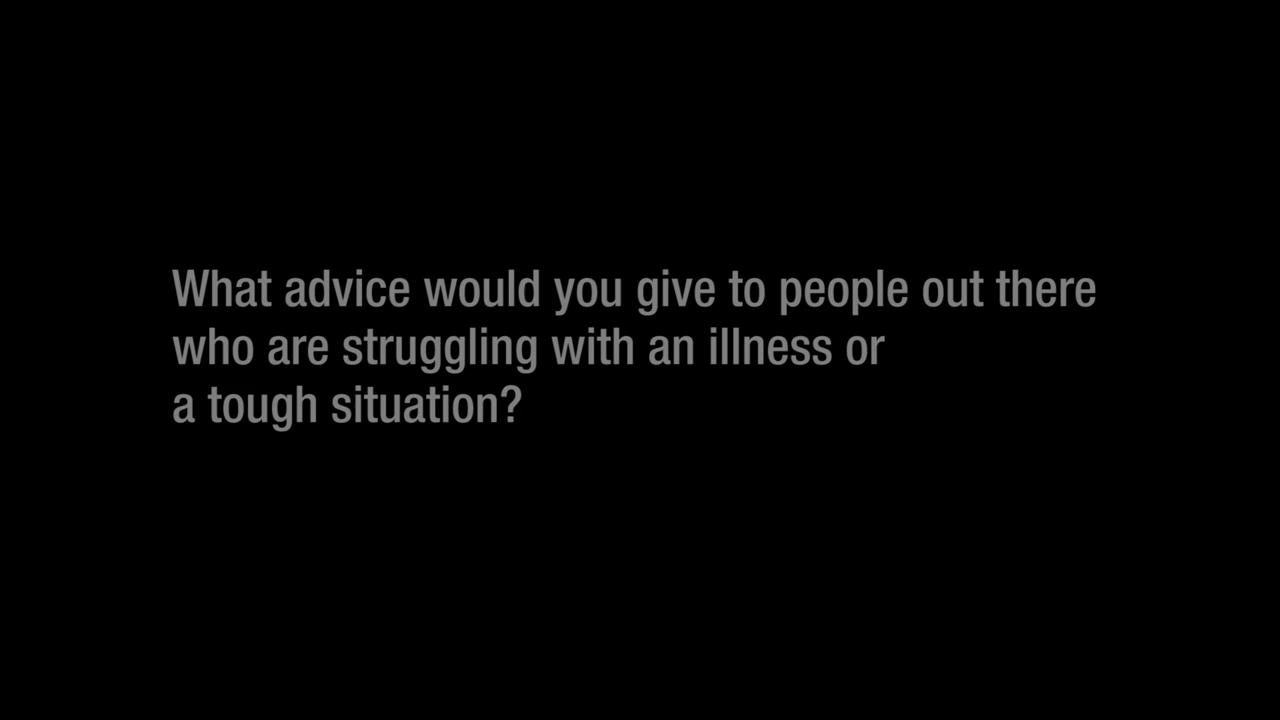 What advice would you give to people out there
who are struggling with an illness or
a tough situation?